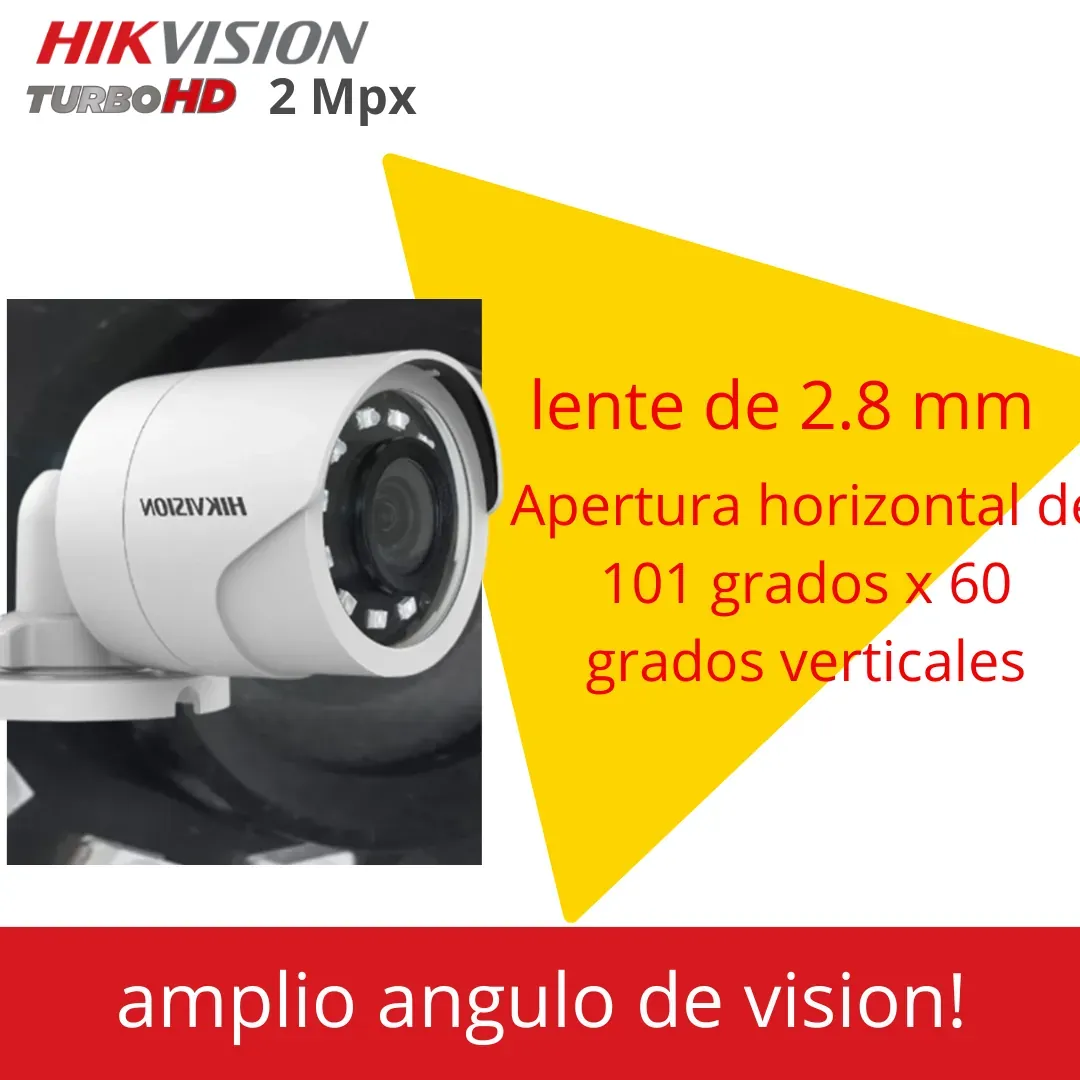 HIKVISION
TURBOHD 2 Mpx
lente de 2.8 mm
Apertura horizontal de
101 grados x 60
grados verticales
HIKVISION
amplio angulo de vision!